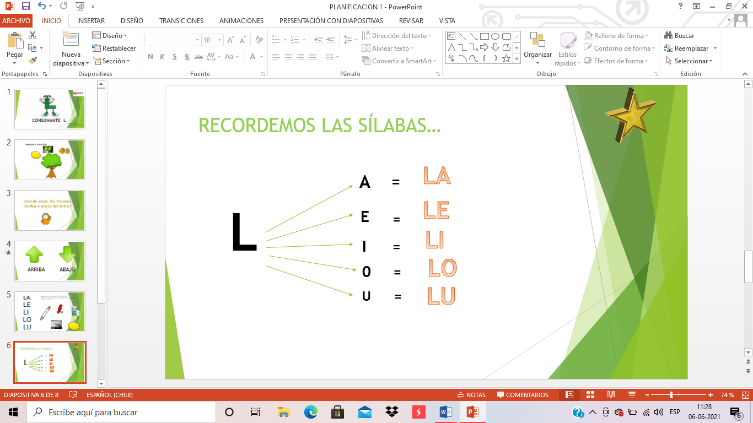 PLANIFICACION 1 - PowerPoint
ARCHIVO INICIO INSERTAR DISEÑO TRANSICIONES ANIMACIONES PRESENTACIÓN CON DIAPOSITIVAS REVISAR VISTA
Pegar
Nueva diapositiva
Diseño
Restablecer
Sección
N K S S abc AV Aa A
Dirección del texto
Alinear texto
Convertir a SmartArt
Organizar
Estilos rápidos
Relleno de forma
Contorno de forma
Efectos de forma
Buscar
Reemplazar
Seleccionar
Portapapeles Diapositivas Fuente Párrafo Dibujo Edición
1
CONSONANTE L
2
3
4
ARRIBA ABAJO
5
LA
LE
LI
LO
LU
6
RECORDEMOS LAS SÍLABAS...
L
A = LA
E = LE
I = LI
O = LO
U = LU
DIAPOSITIVA 6 DE 8 ESPAÑOL (CHILE) NOTAS COMENTARIOS 74 %
Escribe aquí para buscar
ESP
11:28
06-06-2021
6